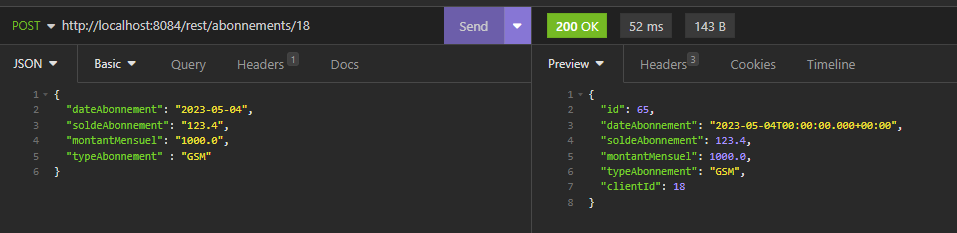 POST http://localhost:8084/rest/abonnements/18 Send 200 OK 52 ms 143 B
JSON Basic Query Headers 1 Docs Preview Headers 3 Cookies Timeline
1 {
2 "dateAbonnement": "2023-05-04",
3 "soldeAbonnement": "123.4",
4 "montantMensuel": "1000.0",
5 "typeAbonnement" : "GSM"
6 }
1 {
2 "id": 65,
3 "dateAbonnement": "2023-05-04T00:00:00.000+00:00",
4 "soldeAbonnement": 123.4,
5 "montantMensuel": 1000.0,
6 "typeAbonnement": "GSM",
7 "clientId": 18
8 }